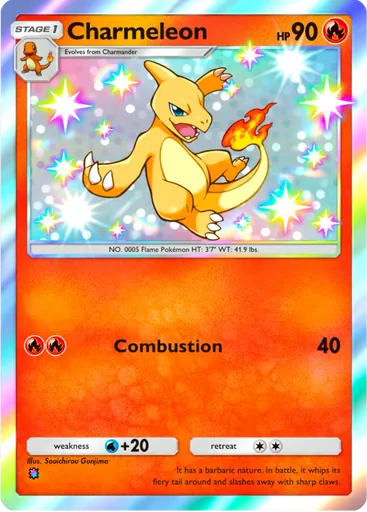 STAGE 1
Charmeleon
HP 90
Evolves from Charmander
NO. 0005 Flame Pokémon HT: 3'7" WT: 41.9 lbs.
Combustion 40
weakness +20 retreat
Illus. Souichirou Gunjima
It has a barbaric nature. In battle, it whips its
fiery tail around and slashes away with sharp claws.